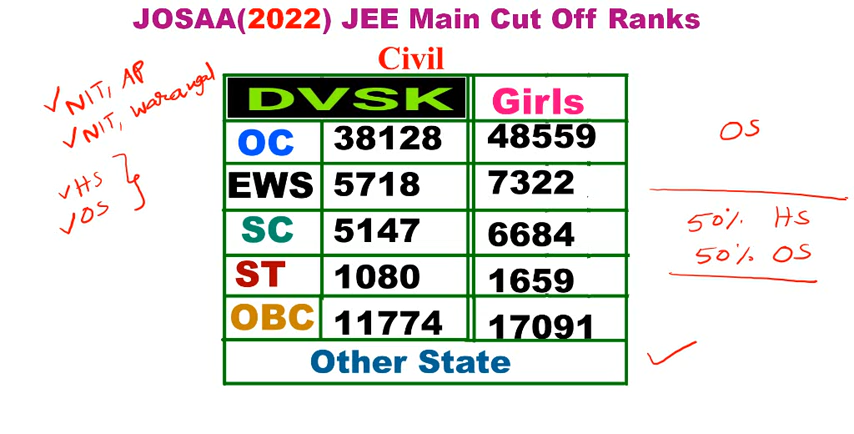 JOSAA(2022) JEE Main Cut Off Ranks
Civil
✓ NIT, AP
✓ NIT, Warangal
✓ HS
✓ OS
DVSK Girls
OC 38128 48559
EWS 5718 7322
SC 5147 6684
ST 1080 1659
OBC 11774 17091
Other State ✓
OS
50% HS
50% OS